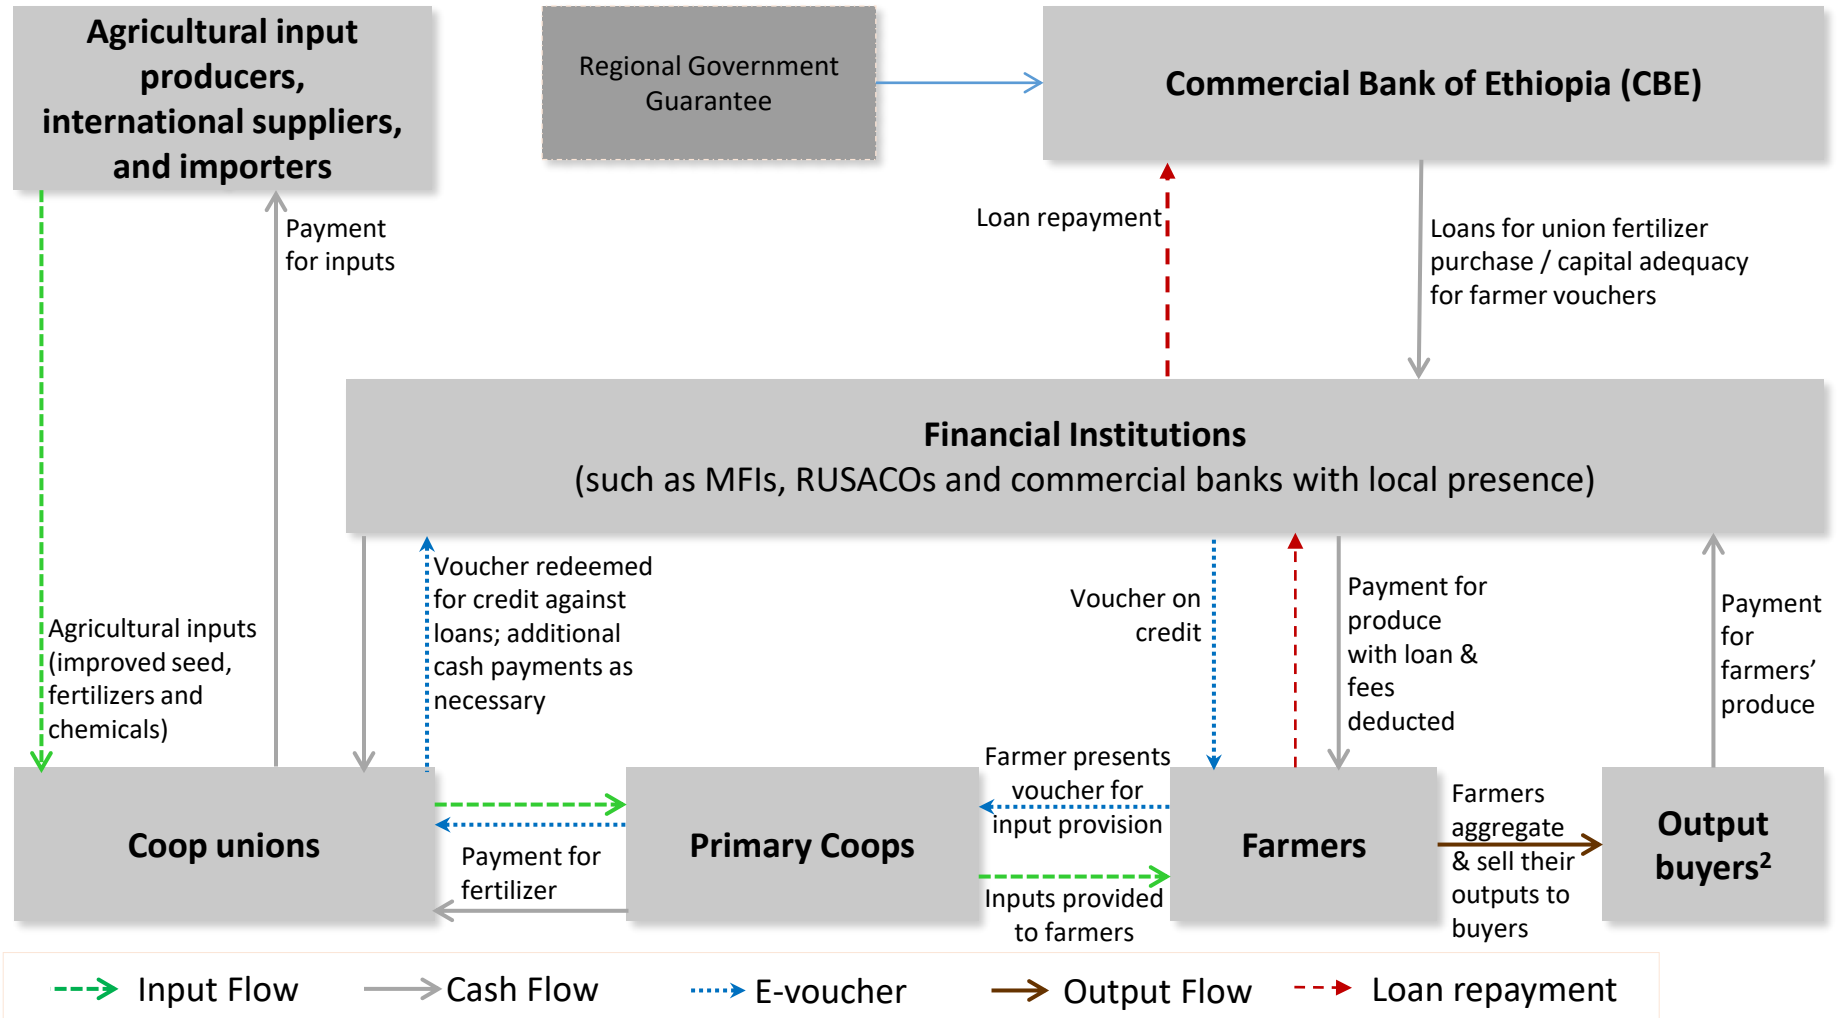 Agricultural input
producers,
international suppliers,
and importers
Regional Government
Guarantee
Commercial Bank of Ethiopia (CBE)
Payment
for inputs
Loan repayment
Loans for union fertilizer
purchase / capital adequacy
for farmer vouchers
Financial Institutions
(such as MFIs, RUSACOs and commercial banks with local presence)
Agricultural inputs
(improved seed,
fertilizers and
chemicals)
Voucher redeemed
for credit against
loans; additional
cash payments as
necessary
Voucher on
credit
Payment for
produce
with loan &
fees
deducted
Payment
for
farmers’
produce
Coop unions
Payment for
fertilizer
Primary Coops
Farmer presents
voucher for
input provision
Inputs provided
to farmers
Farmers
Farmers
aggregate
& sell their
outputs to
buyers
Output
buyers²
Input Flow
Cash Flow
E-voucher
Output Flow
Loan repayment